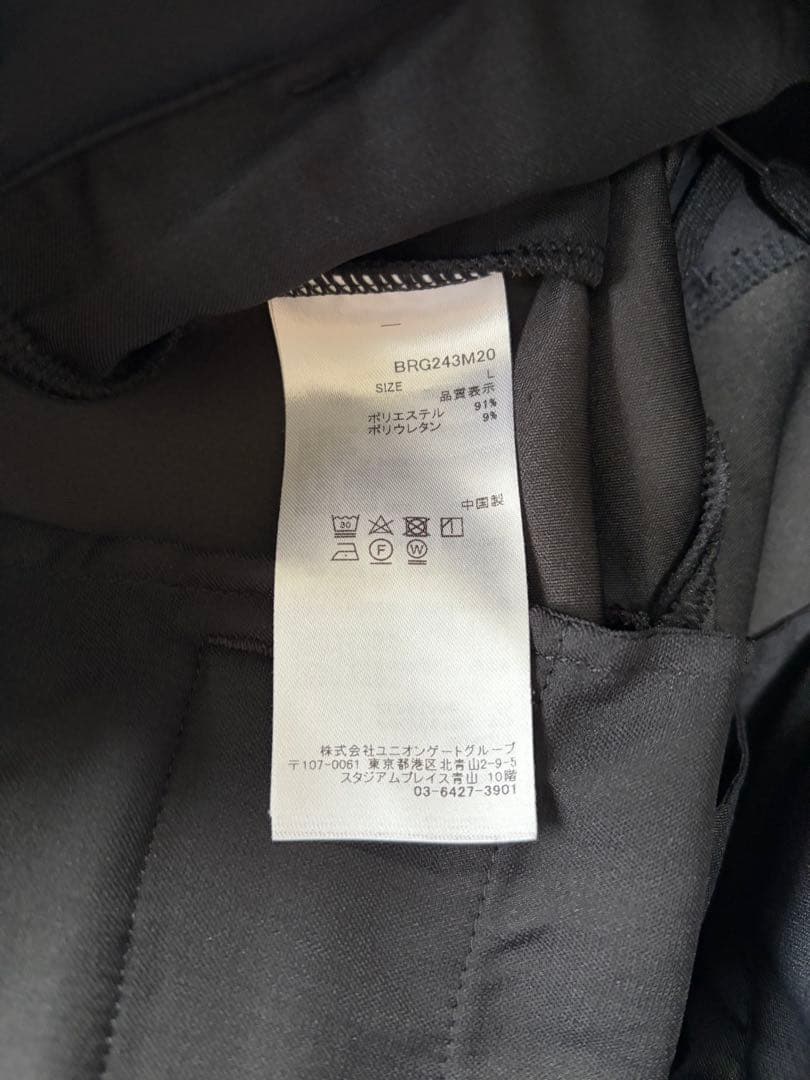 BRG243M20
SIZE L
品質表示
ポリエステル 91%
ポリウレタン 9%
中国製
30
F W
株式会社ユニオンゲートグループ
〒107-0061 東京都港区北青山2-9-5
スタジアムプレイス青山 10階
03-6427-3901